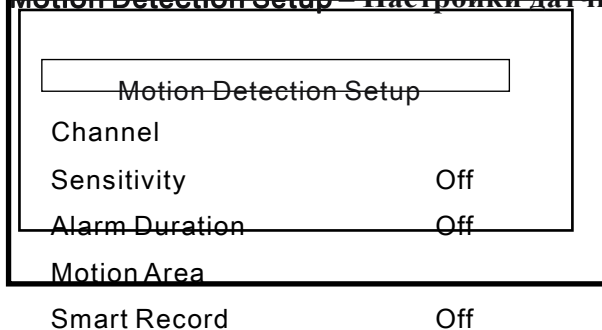 Motion Detection Setup – Настройки датч
Motion Detection Setup
Channel
Sensitivity Off
Alarm Duration Off
Motion Area
Smart Record Off